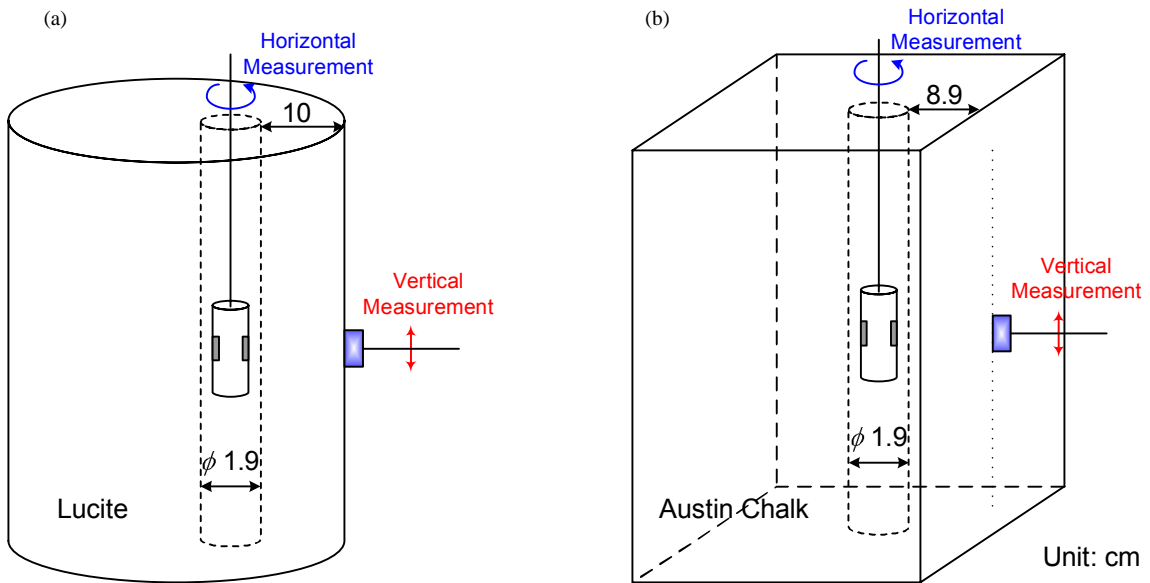 (a)
Horizontal
Measurement
10
Vertical
Measurement
ϕ 1.9
Lucite
(b)
Horizontal
Measurement
8.9
Vertical
Measurement
ϕ 1.9
Austin Chalk
Unit: cm